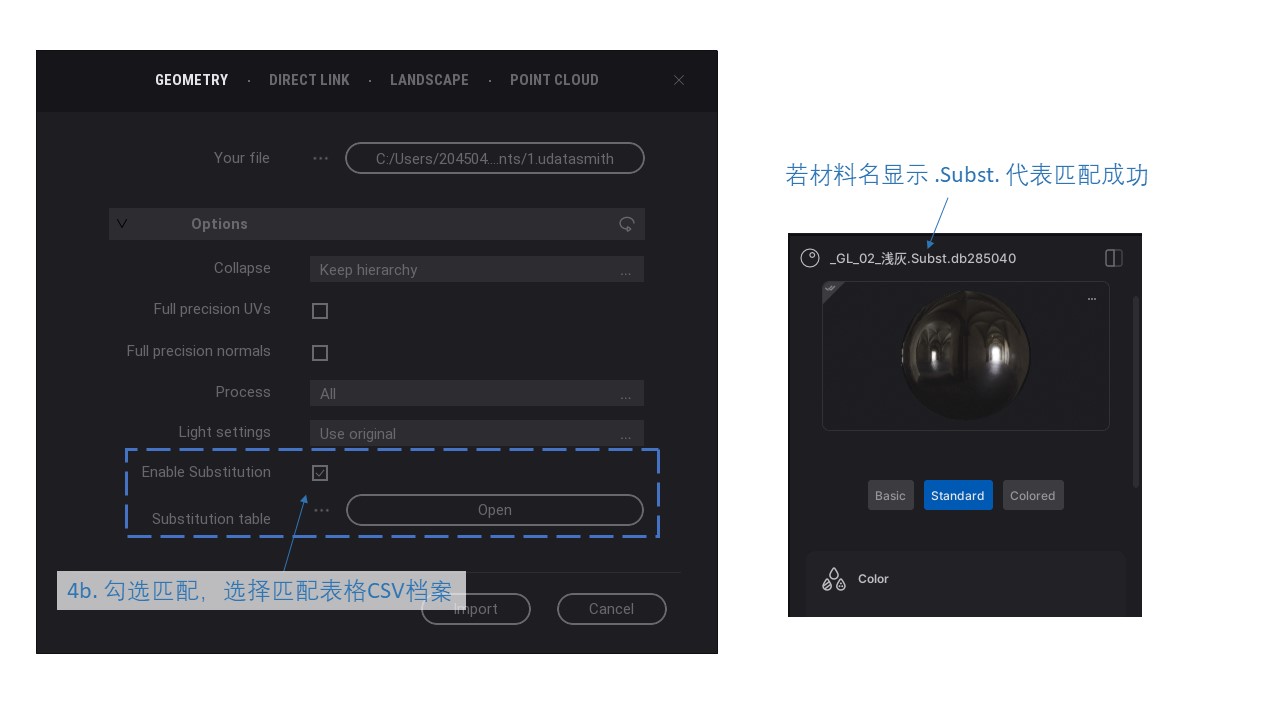 GEOMETRY · DIRECT LINK · LANDSCAPE · POINT CLOUD
Your file ... C:/Users/204504....nts/1.udatasmith
Options
Collapse Keep hierarchy ...
Full precision UVs
Full precision normals
Process All ...
Light settings Use original ...
Enable Substitution
Substitution table ... Open
4b. 勾选匹配，选择匹配表格CSV档案
Import Cancel
若材料名显示 .Subst. 代表匹配成功
_GL_02_浅灰.Subst.db285040
Basic Standard Colored
Color